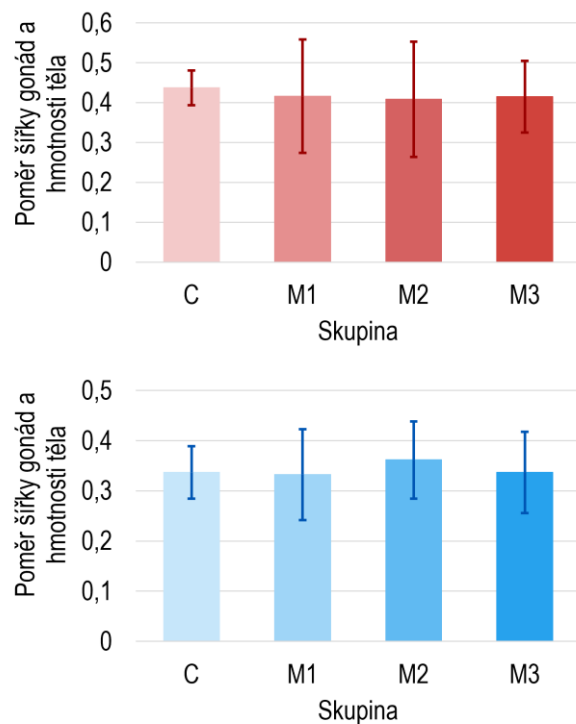 Poměr šířky gonád a
hmotnosti těla
0,6
0,5
0,4
0,3
0,2
0,1
0
C M1 M2 M3
Skupina
Poměr šířky gonád a
hmotnosti těla
0,5
0,4
0,3
0,2
0,1
0
C M1 M2 M3
Skupina